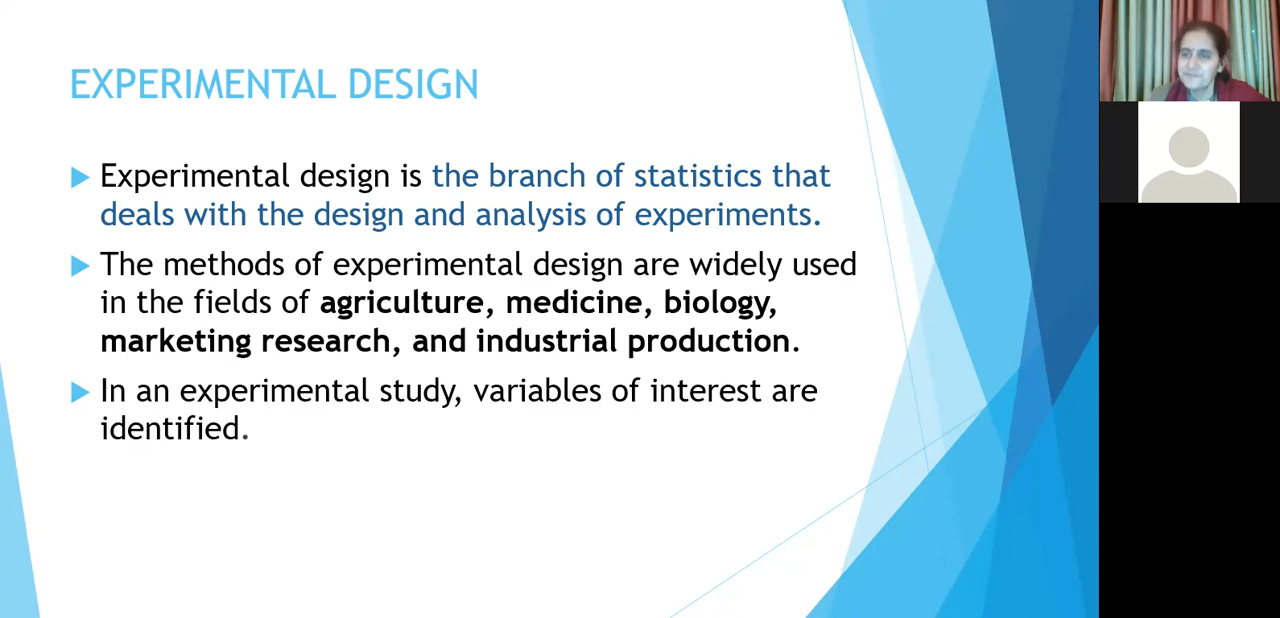 EXPERIMENTAL DESIGN
Experimental design is the branch of statistics that
deals with the design and analysis of experiments.
The methods of experimental design are widely used
in the fields of agriculture, medicine, biology,
marketing research, and industrial production.
In an experimental study, variables of interest are
identified.